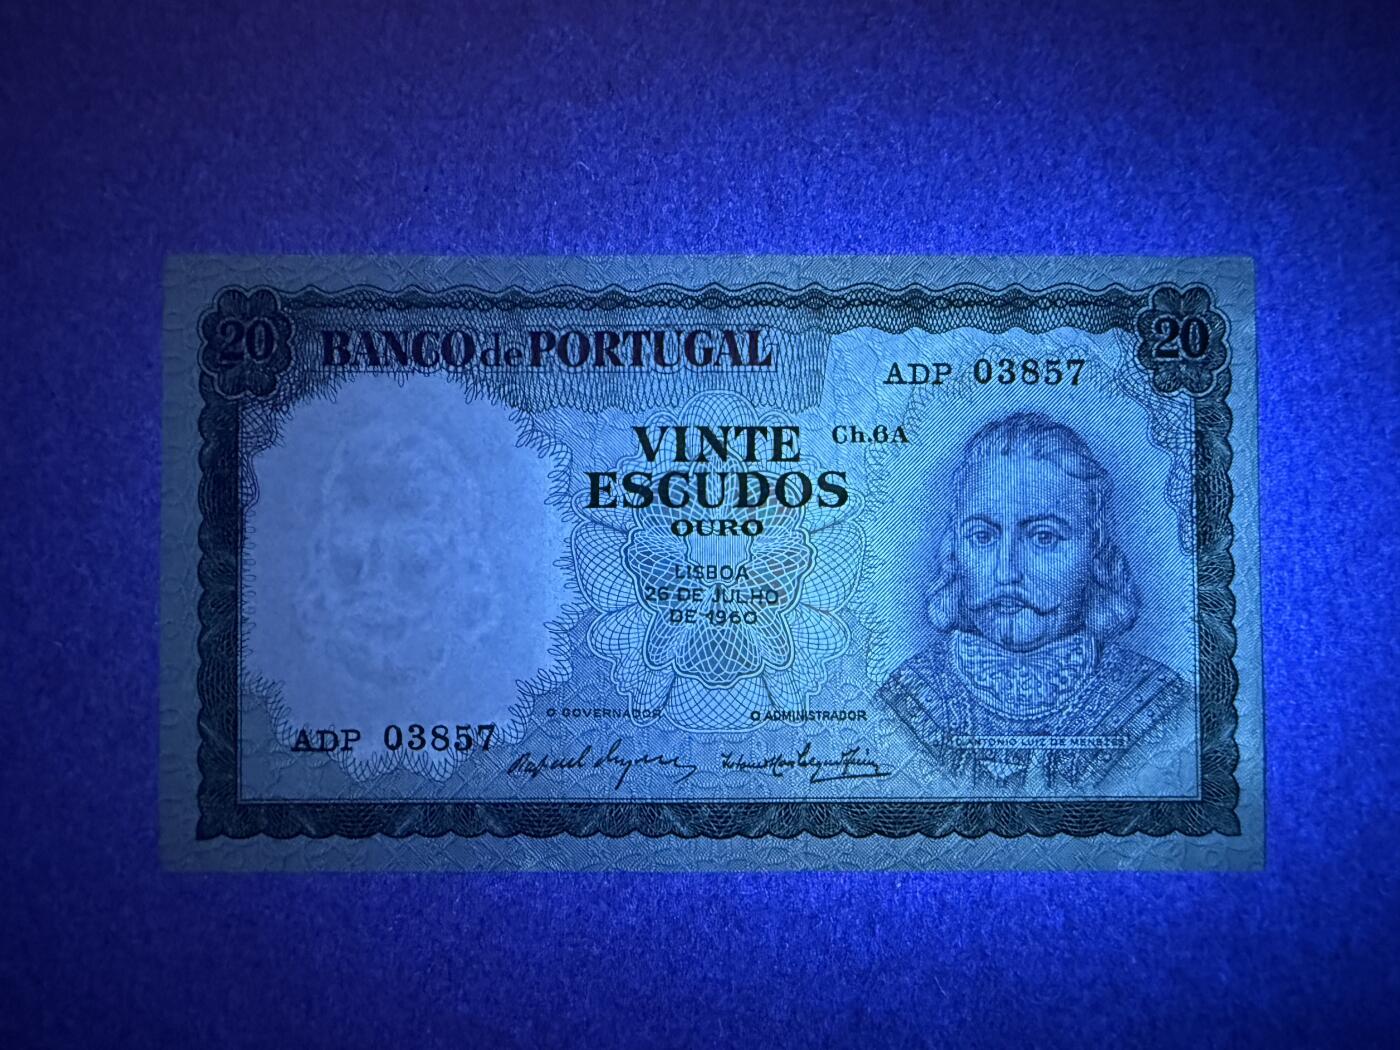 20 BANCO de PORTUGAL 20
ADP 03857
VINTE Ch.6A
ESCUDOS
OURO
LISBOA
26 DE JULHO
DE 1960
O GOVERNADOR O ADMINISTRADOR
ADP 03857
D. ANTONIO LUIZ DE MENEZES